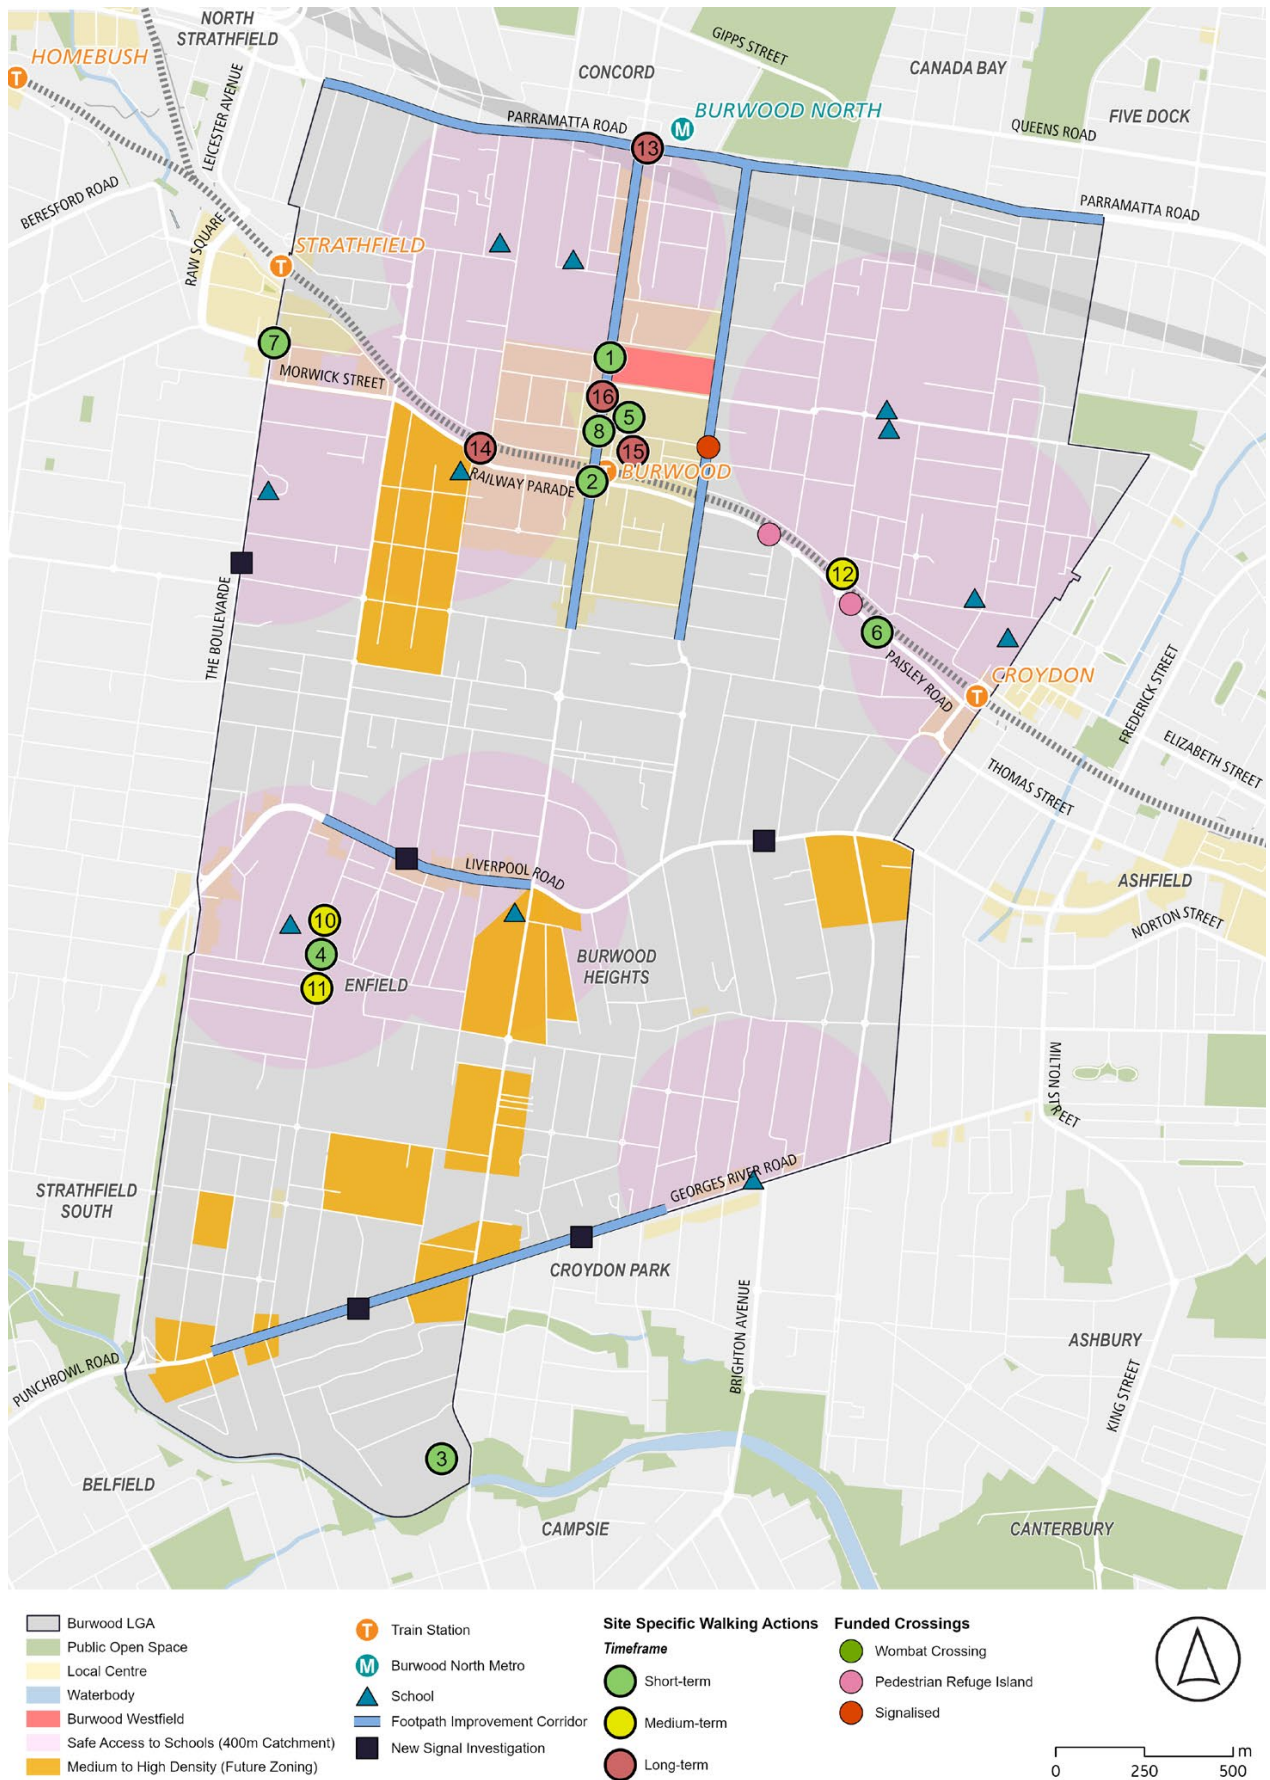 NORTH
STRATHFIELD
HOMEBUSH
T
LEICESTER AVENUE
CONCORD
GIPPS STREET
CANADA BAY
BURWOOD NORTH
M
FIVE DOCK
QUEENS ROAD
PARRAMATTA ROAD
13
BERESFORD ROAD
PARRAMATTA ROAD
RAW SQUARE
STRATHFIELD
T
7
1
MORWICK STREET
16
5
8
14
15
T
BURWOOD
RAILWAY PARADE
2
12
THE BOULEVARDE
6
PAISLEY ROAD
CROYDON
T
FREDERICK STREET
ELIZABETH STREET
THOMAS STREET
LIVERPOOL ROAD
ASHFIELD
NORTON STREET
10
4
11
ENFIELD
BURWOOD
HEIGHTS
MILTON STREET
STRATHFIELD
SOUTH
GEORGES RIVER ROAD
CROYDON PARK
BRIGHTON AVENUE
ASHBURY
PUNCHBOWL ROAD
KING STREET
3
BELFIELD
CAMPSIE
CANTERBURY
Burwood LGA
Public Open Space
Local Centre
Waterbody
Burwood Westfield
Safe Access to Schools (400m Catchment)
Medium to High Density (Future Zoning)
T Train Station
M Burwood North Metro
School
Footpath Improvement Corridor
New Signal Investigation
Site Specific Walking Actions
Timeframe
Short-term
Medium-term
Long-term
Funded Crossings
Wombat Crossing
Pedestrian Refuge Island
Signalised
m
0 250 500